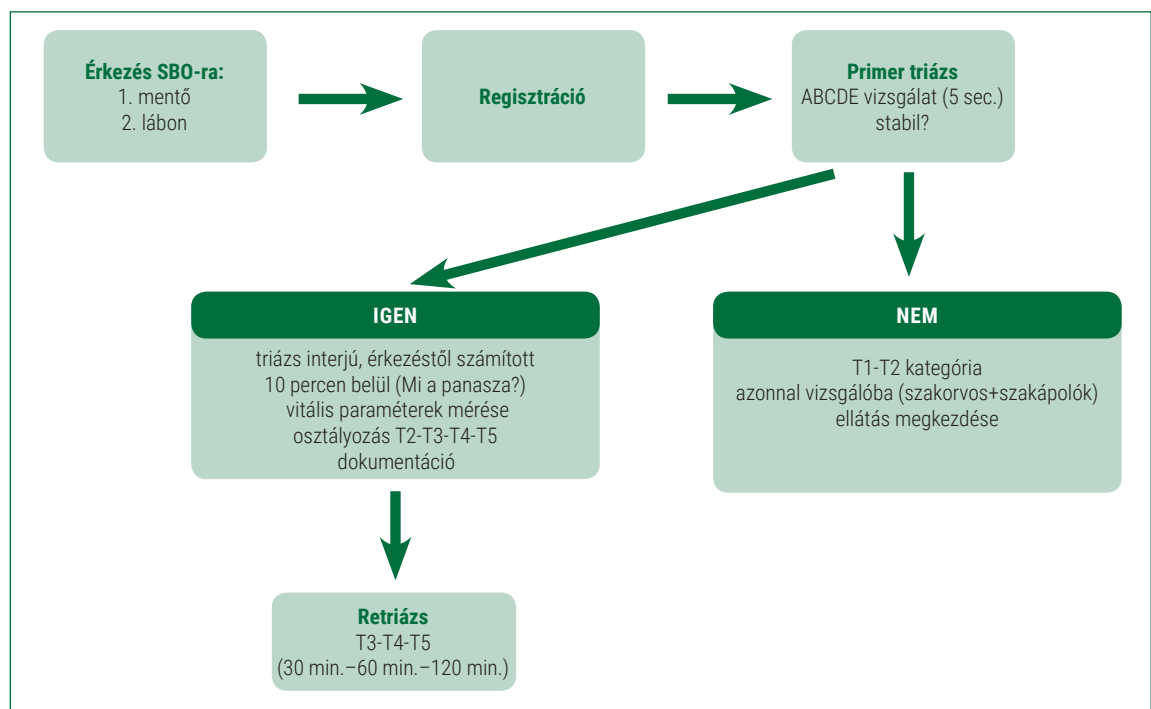 Érkezés SBO-ra:
1. mentő
2. lábon
Regisztráció
Primer triázs
ABCDE vizsgálat (5 sec.)
stabil?
IGEN
triázs interjú, érkezéstől számított
10 percen belül (Mi a panasza?)
vitális paraméterek mérése
osztályozás T2-T3-T4-T5
dokumentáció
NEM
T1-T2 kategória
azonnal vizsgálóba (szakorvos+szakápolók)
ellátás megkezdése
Retriázs
T3-T4-T5
(30 min.–60 min.–120 min.)